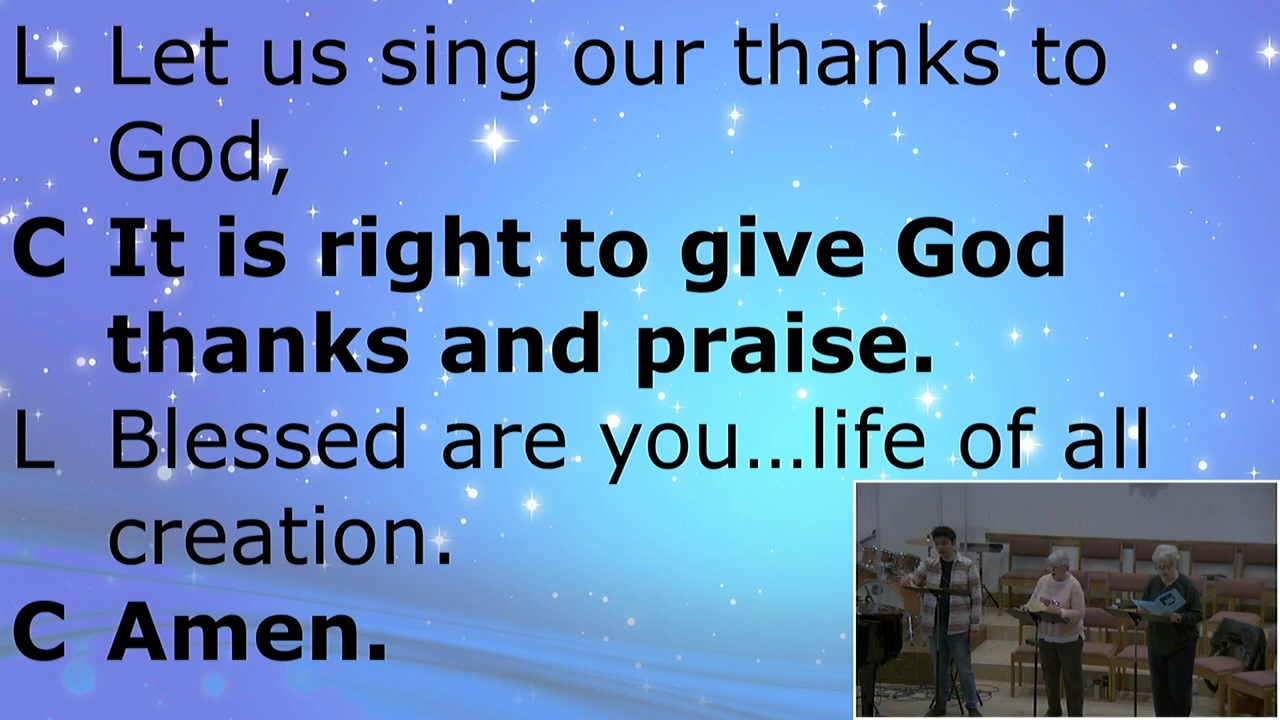 L Let us sing our thanks to
God,
C It is right to give God
thanks and praise.
L Blessed are you...life of all
creation.
C Amen.